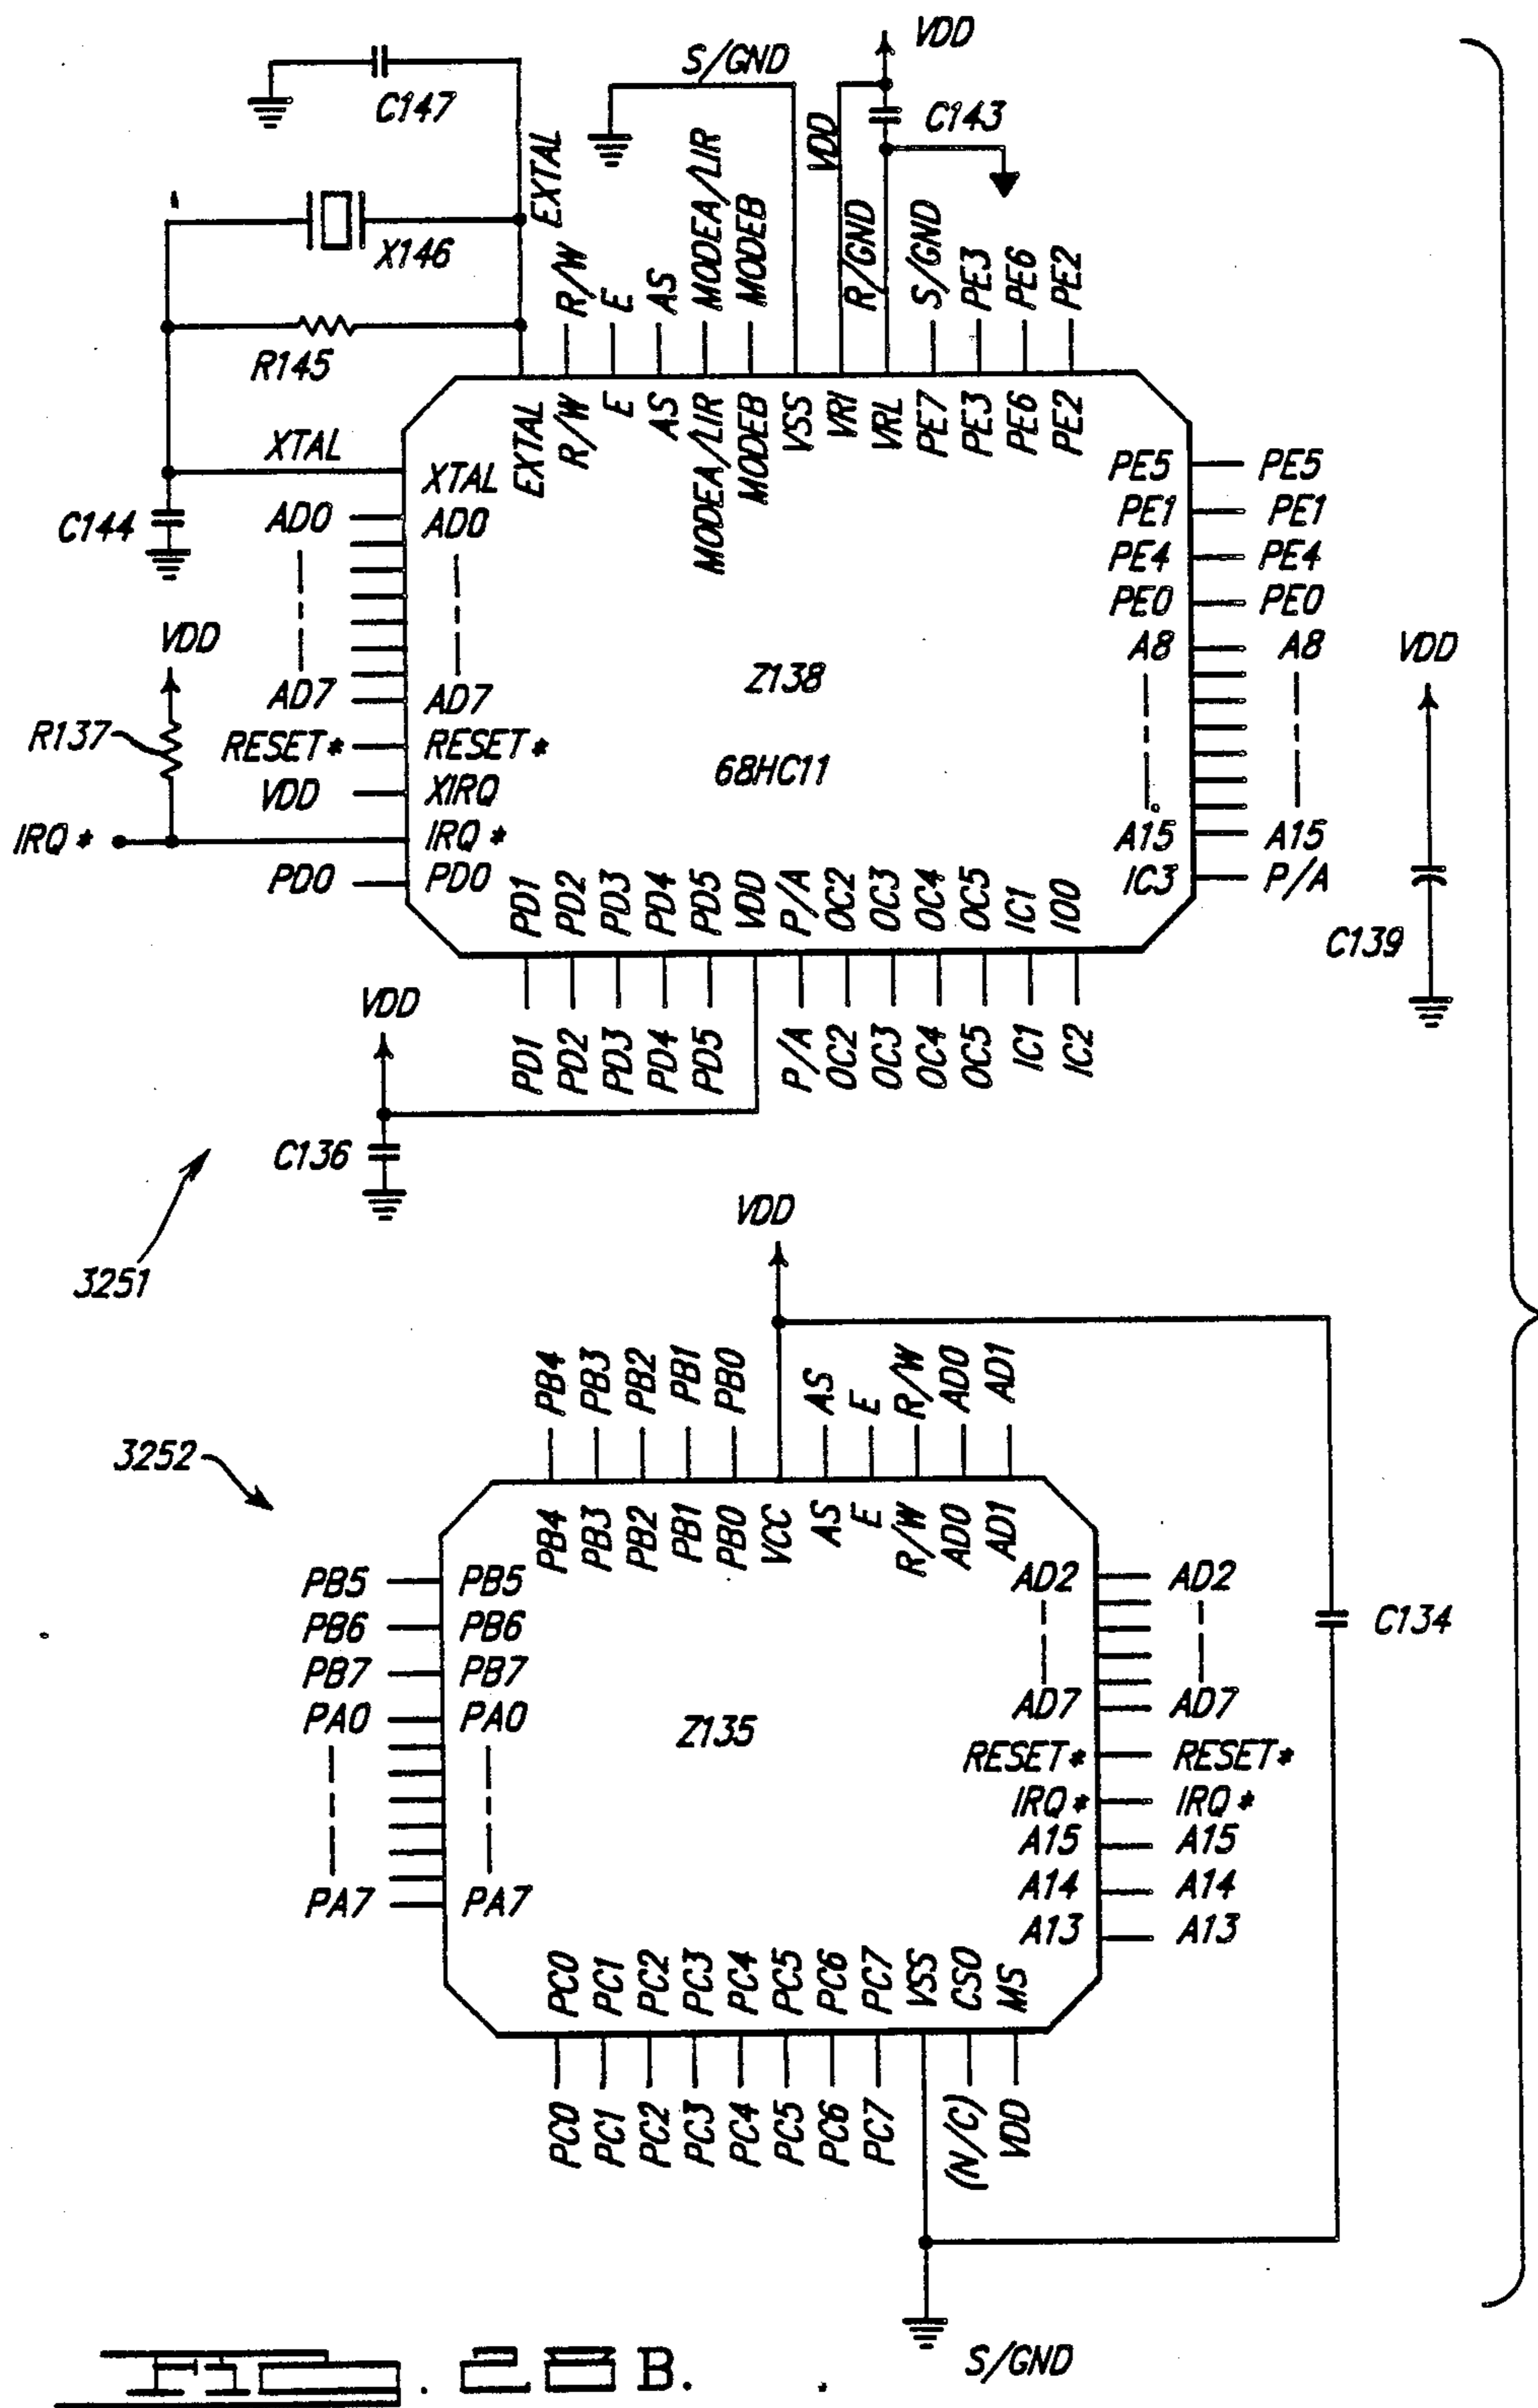 VDD
S/GND
C147
C143
VDD
EXTAL
R/W
E
AS
MODEA/LIR
MODEB
R/GND
S/GND
PE3
PE6
PE2
X146
R145
EXTAL
R/W
E
AS
MODEA/LIR
MODEB
VSS
VRI
VRL
PE7
PE3
PE6
PE2
XTAL
XTAL
C144
AD0
AD0
AD7
AD7
VDD
R137
RESET*
RESET*
VDD
XIRQ
IRQ*
IRQ*
PD0
PD0
Z138
68HC11
PE5
PE5
PE1
PE1
PE4
PE4
PE0
PE0
A8
A8
A15
A15
IC3
P/A
VDD
C139
PD1
PD2
PD3
PD4
PD5
VDD
P/A
OC2
OC3
OC4
OC5
IC1
IO0
PD1
PD2
PD3
PD4
PD5
P/A
OC2
OC3
OC4
OC5
IC1
IC2
VDD
C136
3251
VDD
PB4
PB3
PB2
PB1
PB0
AS
E
R/W
AD0
AD1
3252
PB4
PB3
PB2
PB1
PB0
VCC
AS
E
R/W
AD0
AD1
PB5
PB5
PB6
PB6
PB7
PB7
PA0
PA0
PA7
PA7
Z135
AD2
AD2
AD7
AD7
RESET*
RESET*
IRQ*
IRQ*
A15
A15
A14
A14
A13
A13
C134
PC0
PC1
PC2
PC3
PC4
PC5
PC6
PC7
VSS
CSO
MS
PC0
PC1
PC2
PC3
PC4
PC5
PC6
PC7
(N/C)
VDD
S/GND
FIG. 28B.